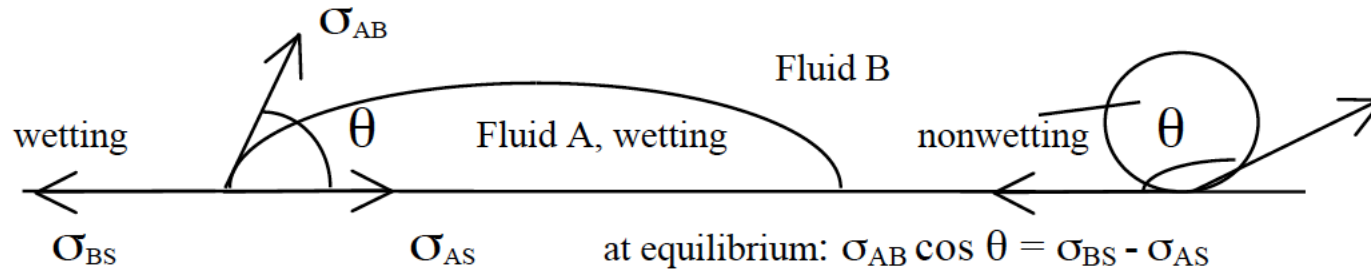 σAB
Fluid B
wetting θ Fluid A, wetting nonwetting θ
σBS σAS at equilibrium: σAB cos θ = σBS - σAS